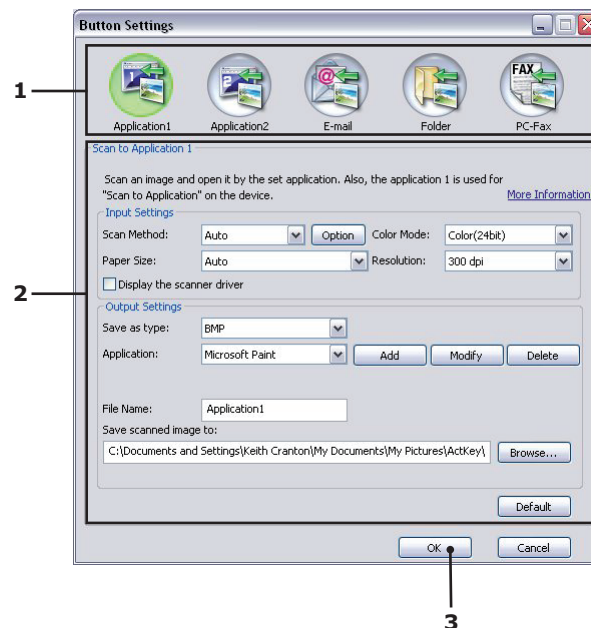 Button Settings
1
1
2
@
FAX
Application1 Application2 E-mail Folder PC-Fax
2
Scan to Application 1
Scan an image and open it by the set application. Also, the application 1 is used for
"Scan to Application" on the device. More Information
Input Settings
Scan Method: Auto Option Color Mode: Color(24bit)
Paper Size: Auto Resolution: 300 dpi
Display the scanner driver
Output Settings
Save as type: BMP
Application: Microsoft Paint Add Modify Delete
File Name: Application1
Save scanned image to:
C:\Documents and Settings\Keith Cranton\My Documents\My Pictures\ActKey\ Browse...
Default
OK Cancel
3